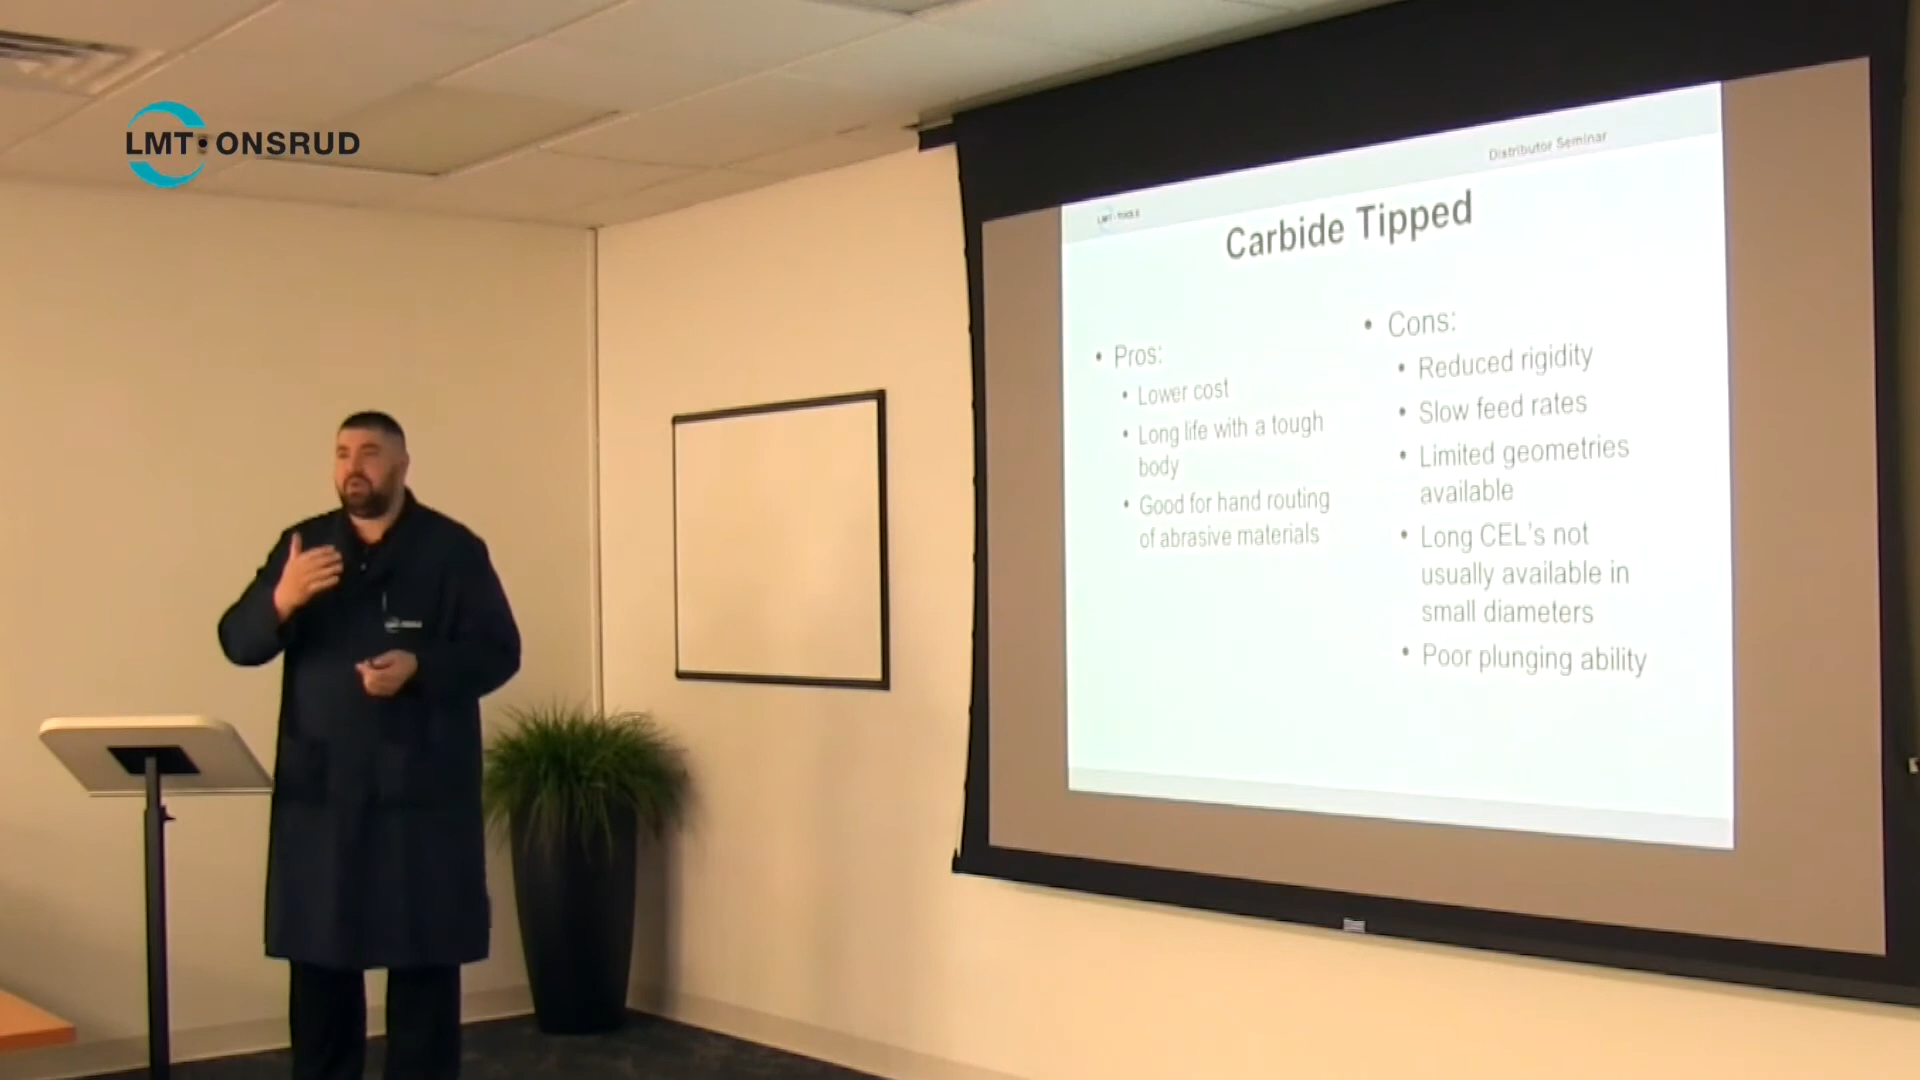 LMT ONSRUD
Distributor Seminar
LMT TOOLS
Carbide Tipped
• Pros:
• Lower cost
• Long life with a tough
body
• Good for hand routing
of abrasive materials
• Cons:
• Reduced rigidity
• Slow feed rates
• Limited geometries
available
• Long CEL's not
usually available in
small diameters
• Poor plunging ability